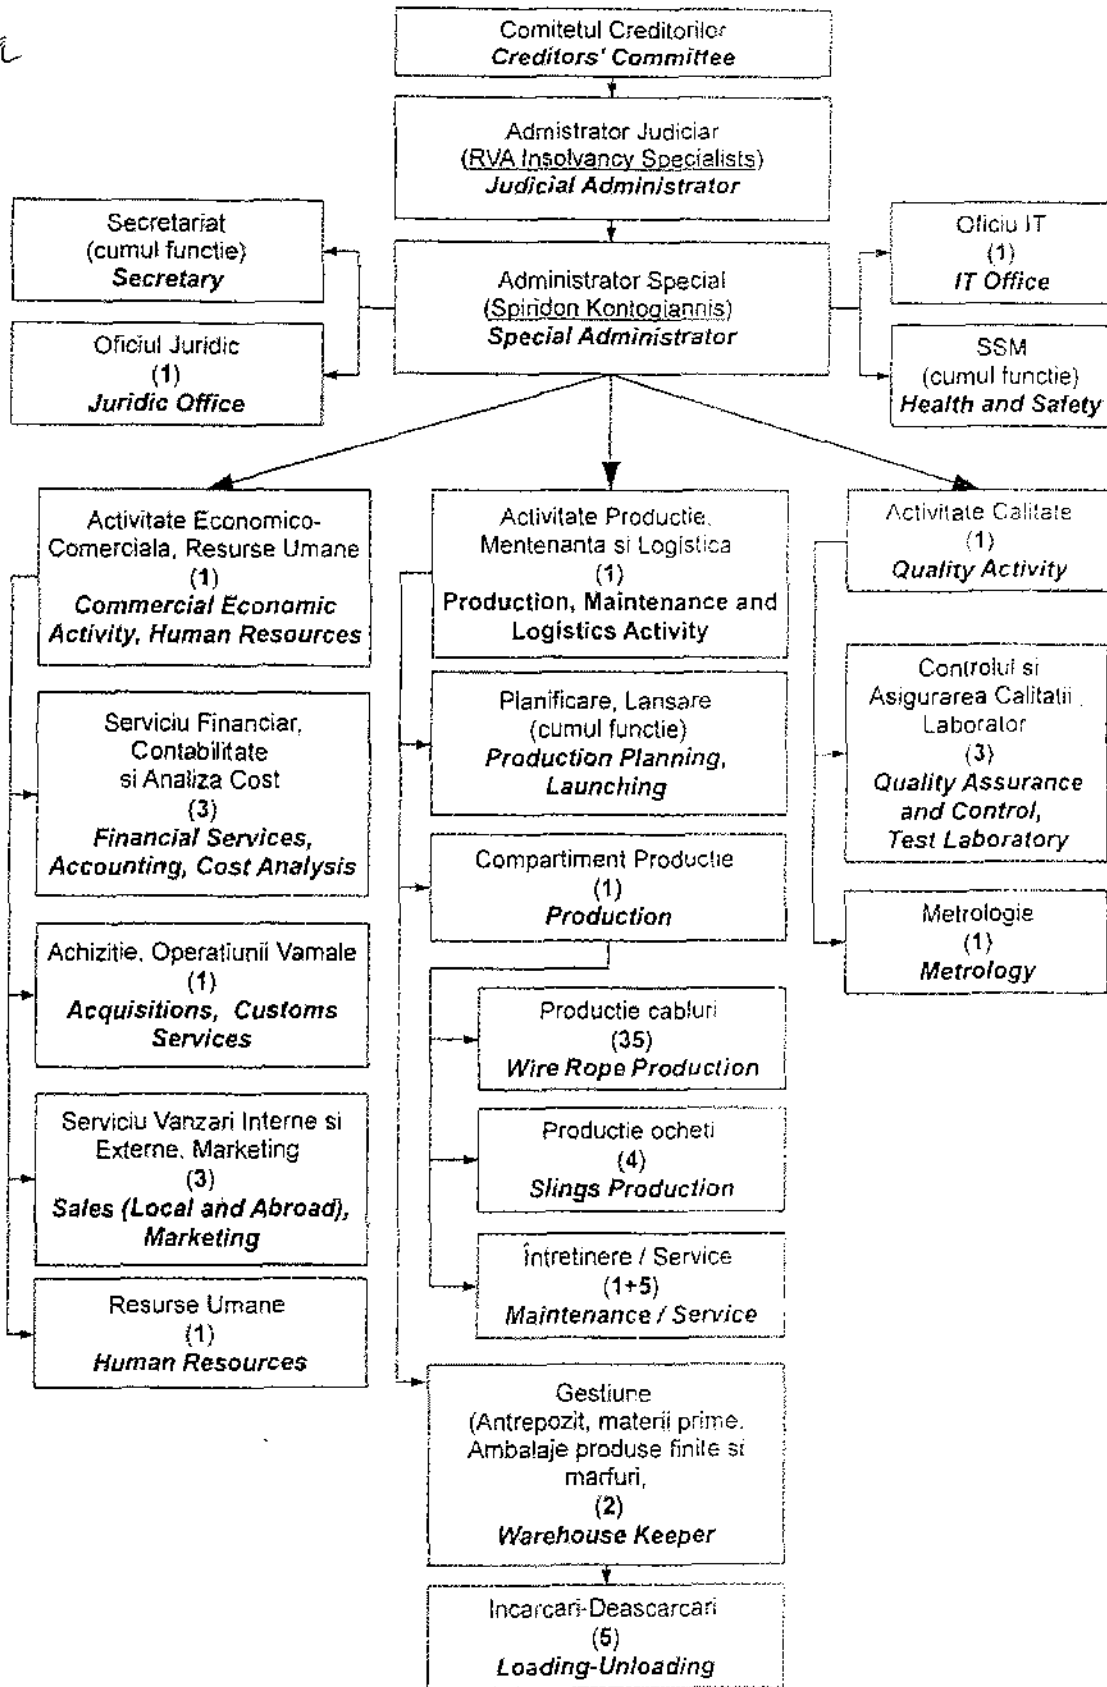 Comitetul Creditorilor
Creditors' Committee
Admistrator Judiciar
(RVA Insolvancy Specialists)
Judicial Administrator
Secretariat
(cumul functie)
Secretary
Oficiu IT
(1)
IT Office
Administrator Special
(Spiridon Kontogiannis)
Special Administrator
Oficiul Juridic
(1)
Juridic Office
SSM
(cumul functie)
Health and Safety
Activitate Economico-
Comerciala, Resurse Umane
(1)
Commercial Economic
Activity, Human Resources
Serviciu Financiar,
Contabilitate
si Analiza Cost
(3)
Financial Services,
Accounting, Cost Analysis
Achizitie, Operatiunii Vamale
(1)
Acquisitions, Customs
Services
Serviciu Vanzari Interne si
Externe, Marketing
(3)
Sales (Local and Abroad),
Marketing
Resurse Umane
(1)
Human Resources
Activitate Productie,
Mentenanta si Logistica
(1)
Production, Maintenance and
Logistics Activity
Planificare, Lansare
(cumul functie)
Production Planning,
Launching
Compartiment Productie
(1)
Production
Productie cabluri
(35)
Wire Rope Production
Productie ocheti
(4)
Slings Production
Întretinere / Service
(1+5)
Maintenance / Service
Gestiune
(Antrepozit, materii prime.
Ambalaje produse finite si
marfuri,
(2)
Warehouse Keeper
Incarcari-Deascarcari
(5)
Loading-Unloading
Activitate Calitate
(1)
Quality Activity
Controlul si
Asigurarea Calitatii,
Laborator
(3)
Quality Assurance
and Control,
Test Laboratory
Metrologie
(1)
Metrology